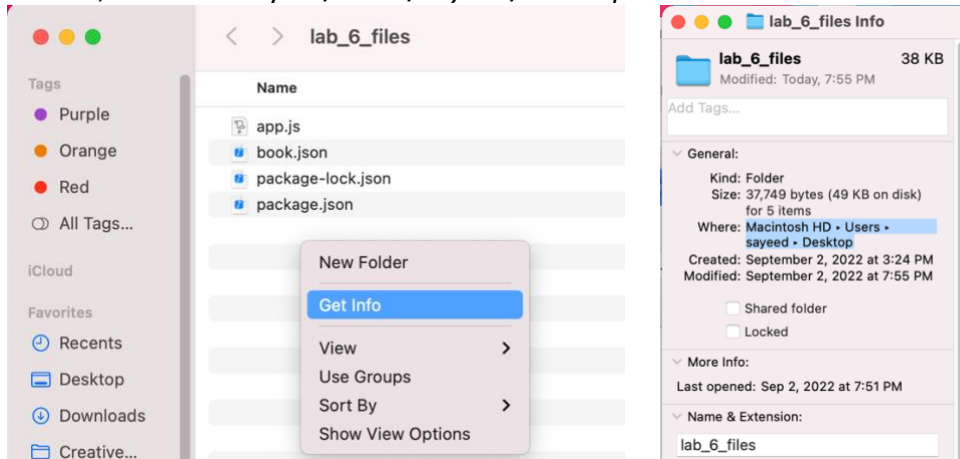 lab_6_files
Tags
Purple
Orange
Red
All Tags...
iCloud
Favorites
Recents
Desktop
Downloads
Creative...
Name
app.js
book.json
package-lock.json
package.json
New Folder
Get Info
View
Use Groups
Sort By
Show View Options
lab_6_files Info
lab_6_files 38 KB
Modified: Today, 7:55 PM
Add Tags...
General:
Kind: Folder
Size: 37,749 bytes (49 KB on disk)
for 5 items
Where: Macintosh HD ▸ Users ▸
sayeed ▸ Desktop
Created: September 2, 2022 at 3:24 PM
Modified: September 2, 2022 at 7:55 PM
Shared folder
Locked
More Info:
Last opened: Sep 2, 2022 at 7:51 PM
Name & Extension:
lab_6_files